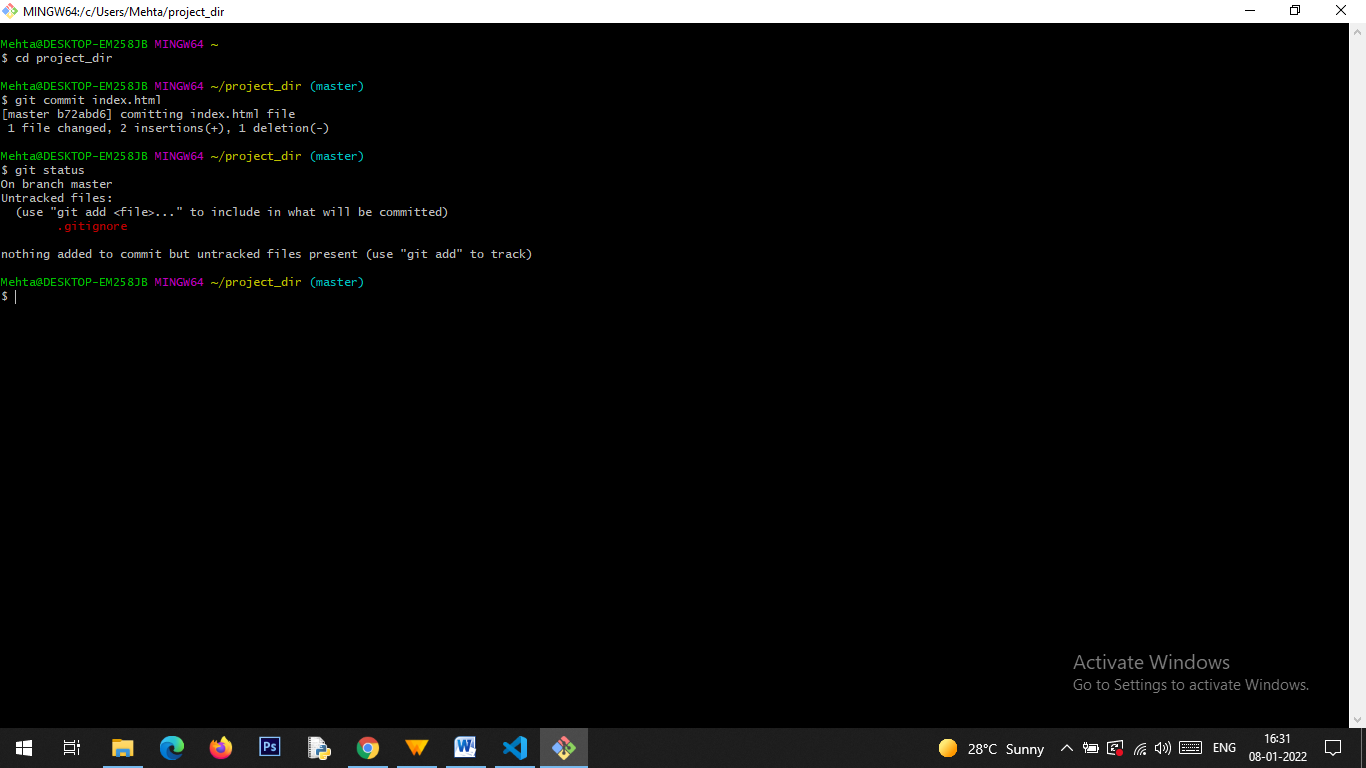 MINGW64:/c/Users/Mehta/project_dir
Mehta@DESKTOP-EM258JB MINGW64 ~
$ cd project_dir
Mehta@DESKTOP-EM258JB MINGW64 ~/project_dir (master)
$ git commit index.html
[master b72abd6] comitting index.html file
 1 file changed, 2 insertions(+), 1 deletion(-)
Mehta@DESKTOP-EM258JB MINGW64 ~/project_dir (master)
$ git status
On branch master
Untracked files:
  (use "git add <file>..." to include in what will be committed)
        .gitignore
nothing added to commit but untracked files present (use "git add" to track)
Mehta@DESKTOP-EM258JB MINGW64 ~/project_dir (master)
$
Activate Windows
Go to Settings to activate Windows.
Ps
W
28°C Sunny
ENG
16:31
08-01-2022